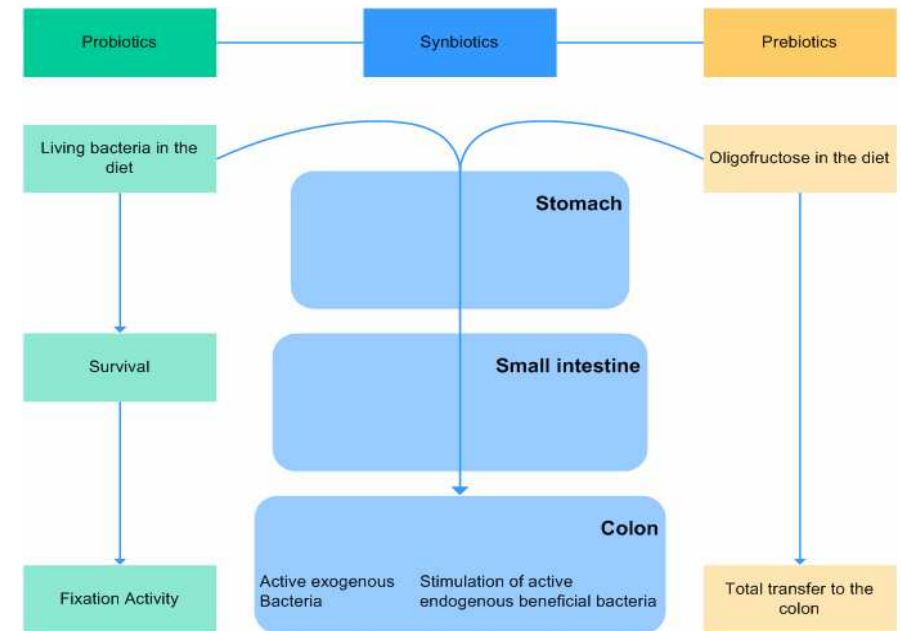 Probiotics
Synbiotics
Prebiotics
Living bacteria in the
diet
Oligofructose in the diet
Stomach
Survival
Small intestine
Colon
Fixation Activity
Active exogenous
Bacteria
Stimulation of active
endogenous beneficial bacteria
Total transfer to the
colon